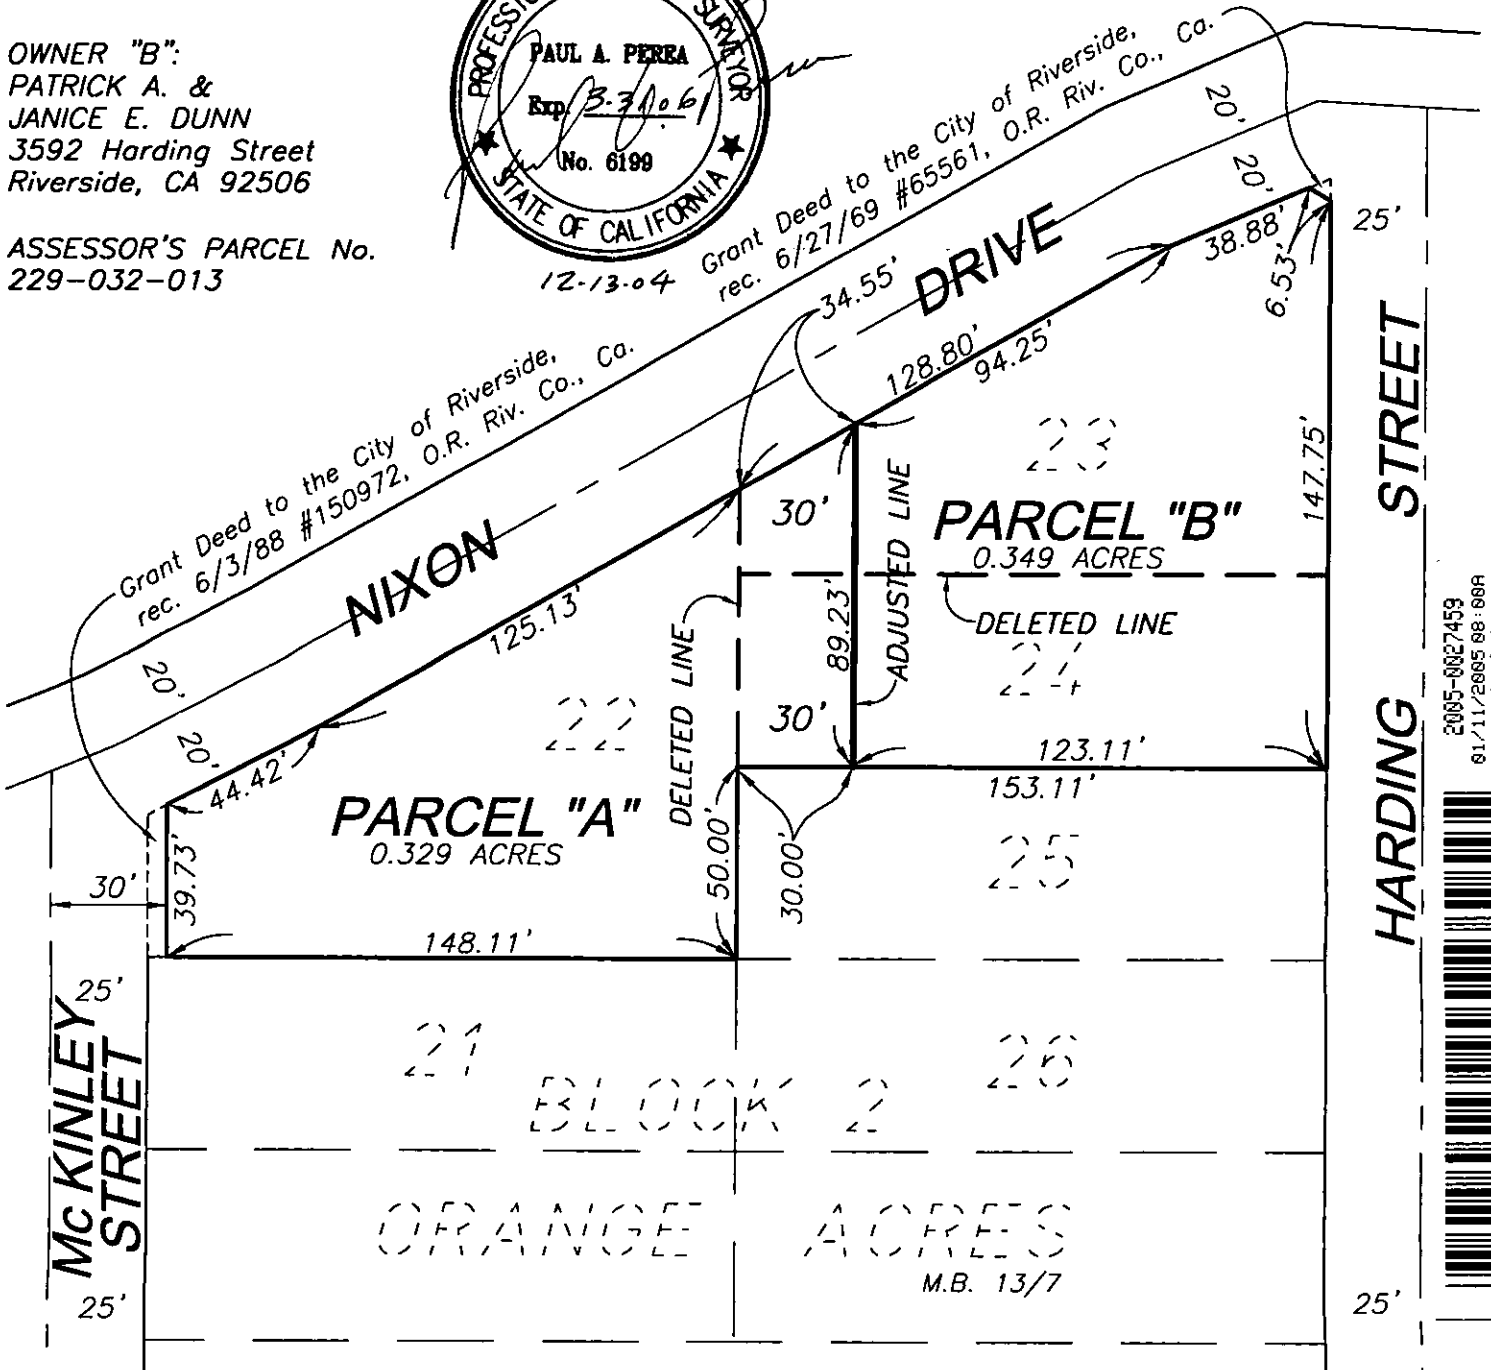 OWNER "B":
PATRICK A. &
JANICE E. DUNN
3592 Harding Street
Riverside, CA 92506
ASSESSOR'S PARCEL No.
229-032-013
SURVEYOR
PAUL A. PEREA
Exp. 3-31-06
No. 6199
STATE OF CALIFORNIA
12-13-04
Grant Deed to the City of Riverside,
rec. 6/27/69 #65561, O.R. Riv. Co., Ca.
Grant Deed to the City of Riverside,
rec. 6/3/88 #150972, O.R. Riv. Co., Ca.
NIXON DRIVE
20'
20'
20'
20'
25'
38.88'
6.53'
34.55'
128.80'
94.25'
125.13'
44.42'
23
PARCEL "B"
0.349 ACRES
147.75'
30'
DELETED LINE
24
ADJUSTED LINE
89.23'
DELETED LINE
30'
22
PARCEL "A"
0.329 ACRES
123.11'
153.11'
50.00'
30.00'
25
39.73'
30'
148.11'
25'
21
26
BLOCK 2
ORANGE ACRES
M.B. 13/7
Mc KINLEY
STREET
25'
25'
HARDING STREET
2005-0027459
01/11/2005 08:00A